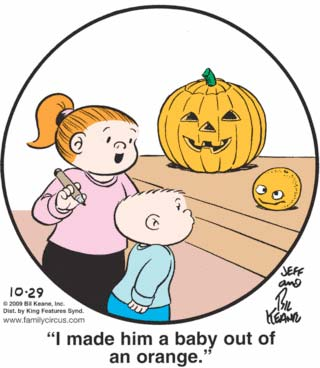 10-29
© 2009 Bil Keane, Inc.
Dist. by King Features Synd.
www.familycircus.com
JEFF
and
BIL
KEANE
"I made him a baby out of
an orange."